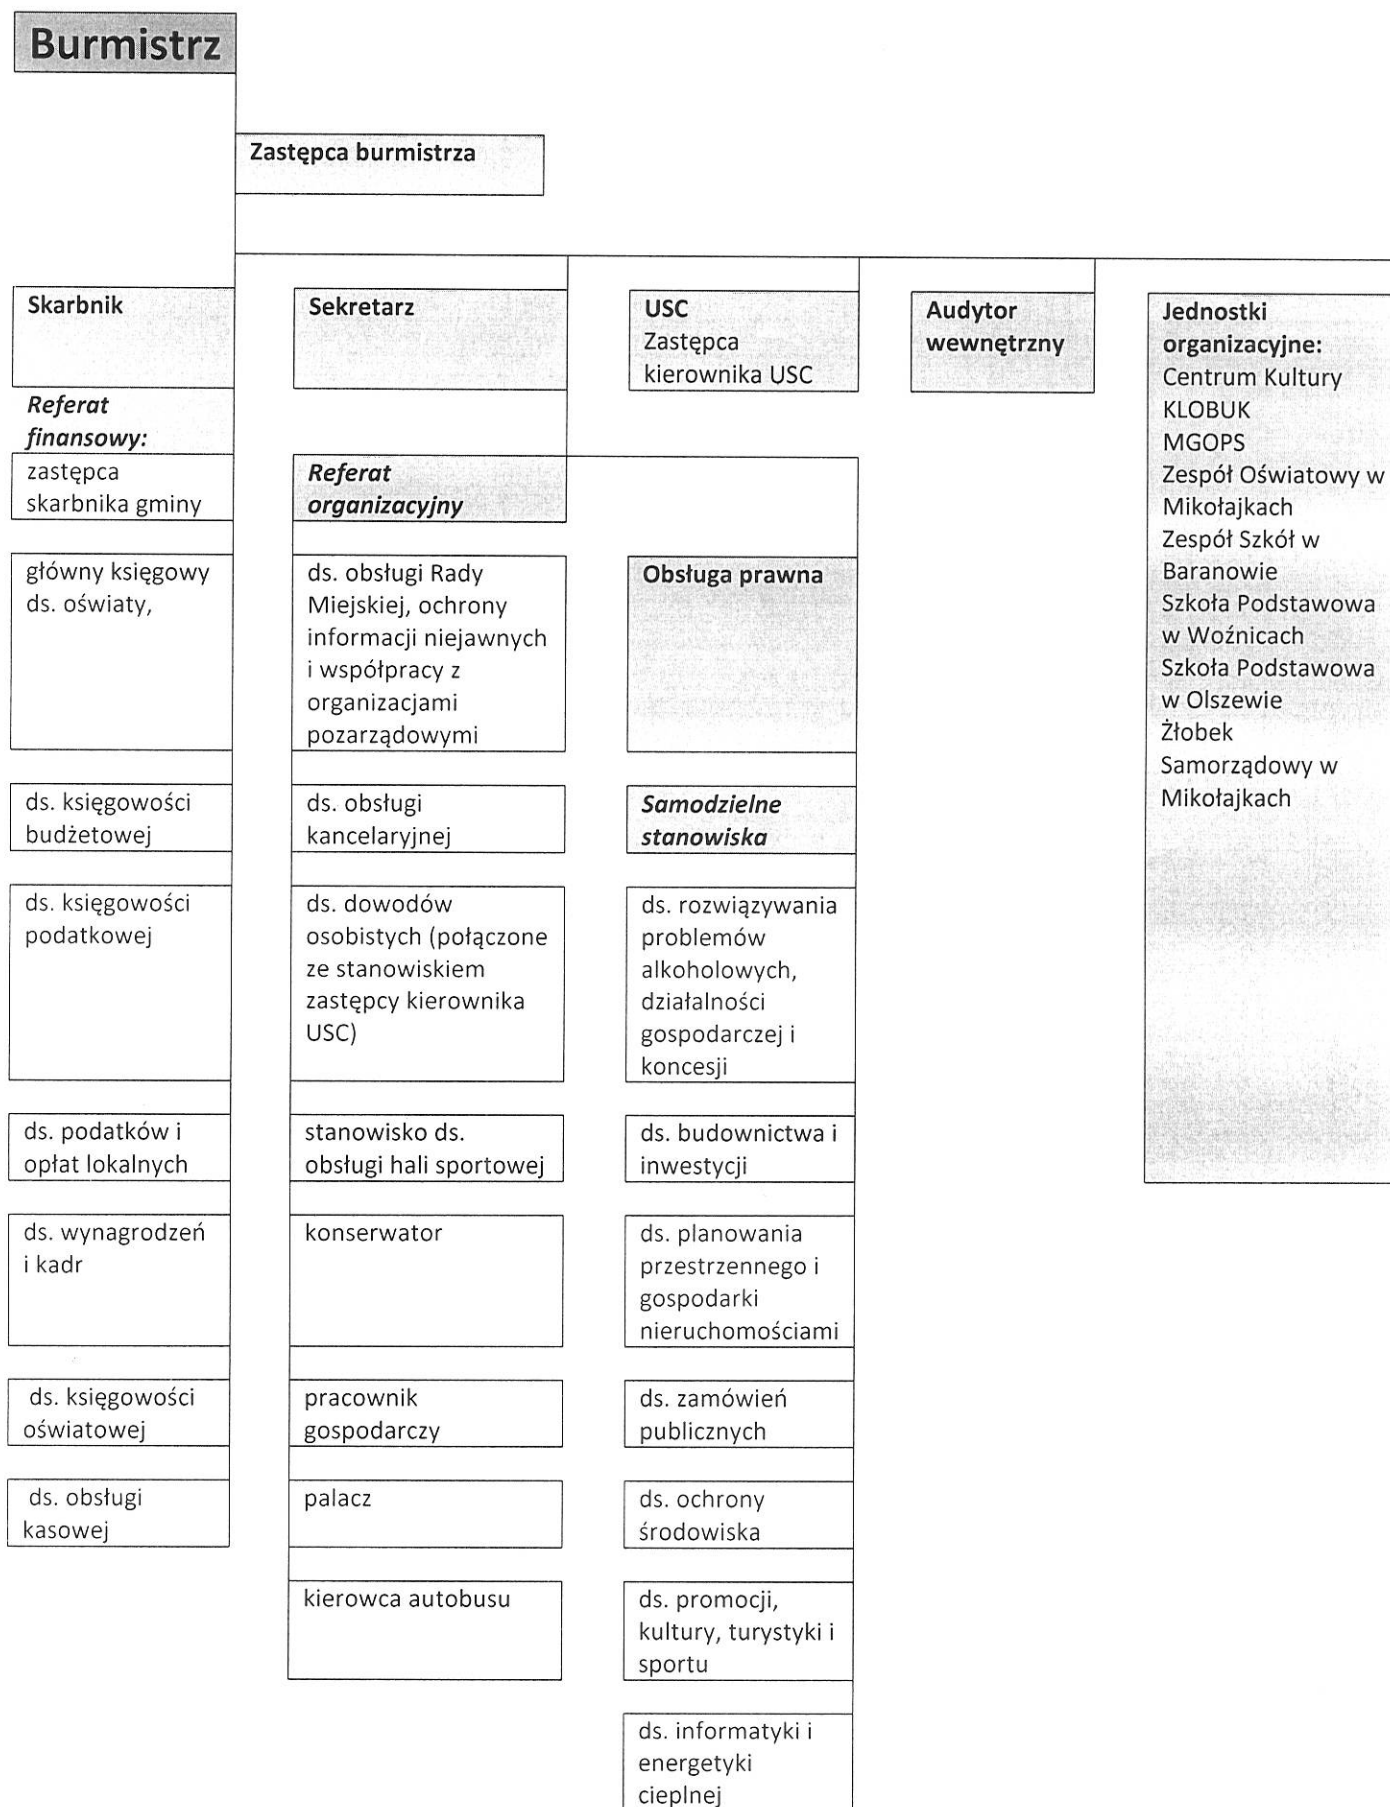 Burmistrz
Zastępca burmistrza
Skarbnik
Referat
finansowy:
zastępca
skarbnika gminy
główny księgowy
ds. oświaty,
ds. księgowości
budżetowej
ds. księgowości
podatkowej
ds. podatków i
opłat lokalnych
ds. wynagrodzeń
i kadr
ds. księgowości
oświatowej
ds. obsługi
kasowej
Sekretarz
Referat
organizacyjny
ds. obsługi Rady
Miejskiej, ochrony
informacji niejawnych
i współpracy z
organizacjami
pozarządowymi
ds. obsługi
kancelaryjnej
ds. dowodów
osobistych (połączone
ze stanowiskiem
zastępcy kierownika
USC)
stanowisko ds.
obsługi hali sportowej
konserwator
pracownik
gospodarczy
palacz
kierowca autobusu
USC
Zastępca
kierownika USC
Obsługa prawna
Samodzielne
stanowiska
ds. rozwiązywania
problemów
alkoholowych,
działalności
gospodarczej i
koncesji
ds. budownictwa i
inwestycji
ds. planowania
przestrzennego i
gospodarki
nieruchomościami
ds. zamówień
publicznych
ds. ochrony
środowiska
ds. promocji,
kultury, turystyki i
sportu
ds. informatyki i
energetyki
cieplnej
Audytor
wewnętrzny
Jednostki
organizacyjne:
Centrum Kultury
KLOBUK
MGOPS
Zespół Oświatowy w
Mikołajkach
Zespół Szkół w
Baranowie
Szkoła Podstawowa
w Woźnicach
Szkoła Podstawowa
w Olszewie
Żłobek
Samorządowy w
Mikołajkach